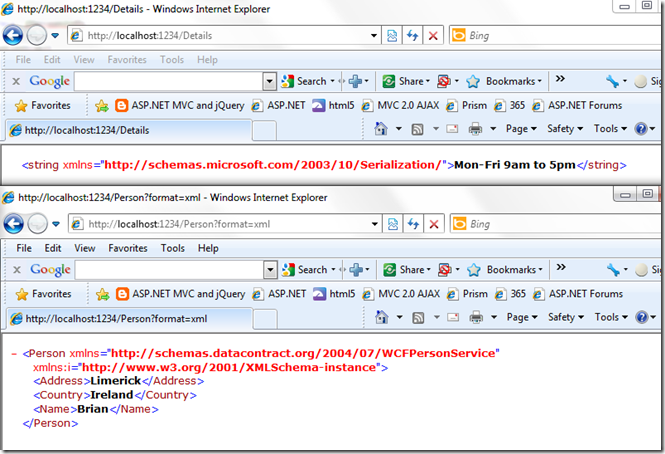 http://localhost:1234/Details - Windows Internet Explorer
http://localhost:1234/Details Bing
File Edit View Favorites Tools Help
x Google Search Share Bookmarks » Sig
Favorites ASP.NET MVC and jQuery ASP.NET html5 MVC 2.0 AJAX Prism 365 ASP.NET Forums
http://localhost:1234/Details Page Safety Tools
<string xmlns="http://schemas.microsoft.com/2003/10/Serialization/">Mon-Fri 9am to 5pm</string>
http://localhost:1234/Person?format=xml - Windows Internet Explorer
http://localhost:1234/Person?format=xml Bing
File Edit View Favorites Tools Help
x Google Search Share Bookmarks » Sig
Favorites ASP.NET MVC and jQuery ASP.NET html5 MVC 2.0 AJAX Prism 365 ASP.NET Forums
http://localhost:1234/Person?format=xml Page Safety Tools
- <Person xmlns="http://schemas.datacontract.org/2004/07/WCFPersonService"
xmlns:i="http://www.w3.org/2001/XMLSchema-instance">
<Address>Limerick</Address>
<Country>Ireland</Country>
<Name>Brian</Name>
</Person>